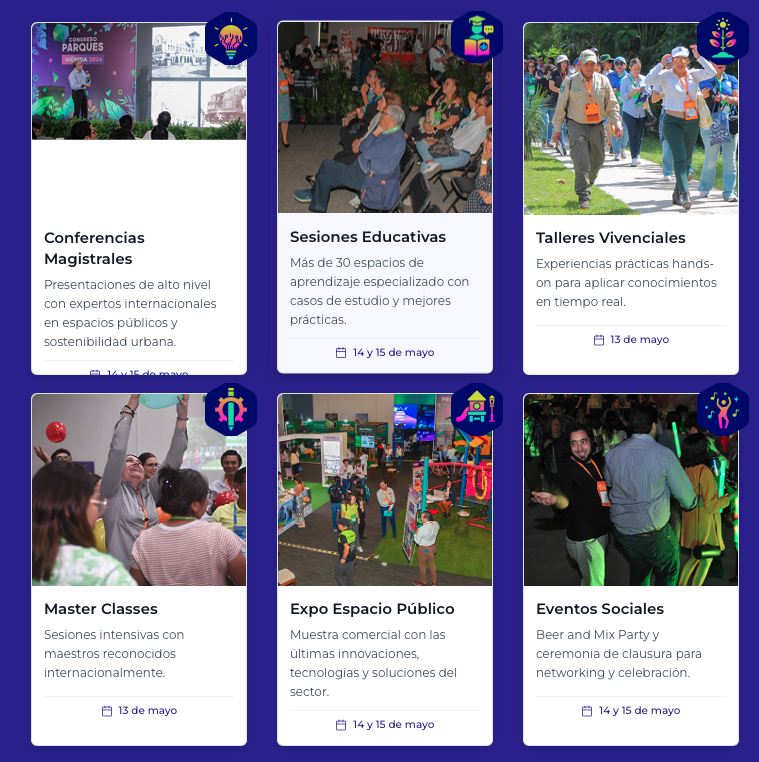 CONGRESO
PARQUES
MÉRIDA 2024
Conferencias
Magistrales
Presentaciones de alto nivel
con expertos internacionales
en espacios públicos y
sostenibilidad urbana.
14 y 15 de mayo
Sesiones Educativas
Más de 30 espacios de
aprendizaje especializado con
casos de estudio y mejores
prácticas.
14 y 15 de mayo
Talleres Vivenciales
Experiencias prácticas hands-
on para aplicar conocimientos
en tiempo real.
13 de mayo
Master Classes
Sesiones intensivas con
maestros reconocidos
internacionalmente.
13 de mayo
Expo Espacio Público
Muestra comercial con las
últimas innovaciones,
tecnologías y soluciones del
sector.
14 y 15 de mayo
Eventos Sociales
Beer and Mix Party y
ceremonia de clausura para
networking y celebración.
14 y 15 de mayo